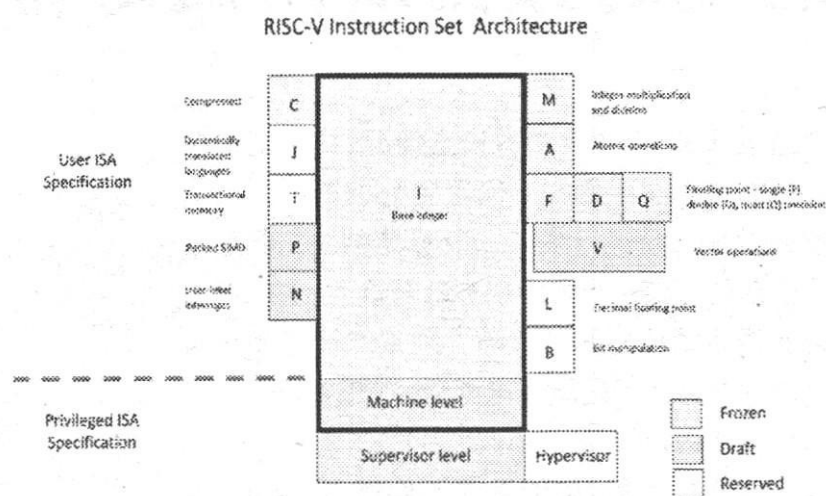 RISC-V Instruction Set Architecture
User ISA
Specification
Compressed
C
Dynamically
translated
languages
J
Transactional
memory
T
Packed SIMD
P
User-level
interrupts
N
I
Base integer
M
Integer multiplication
and division
A
Atomic operations
F
D
Q
Floating point - single (F)
double (D), quad (Q) precision
V
Vector operations
L
Decimal floating point
B
Bit manipulation
Privileged ISA
Specification
Machine level
Supervisor level
Hypervisor
Frozen
Draft
Reserved